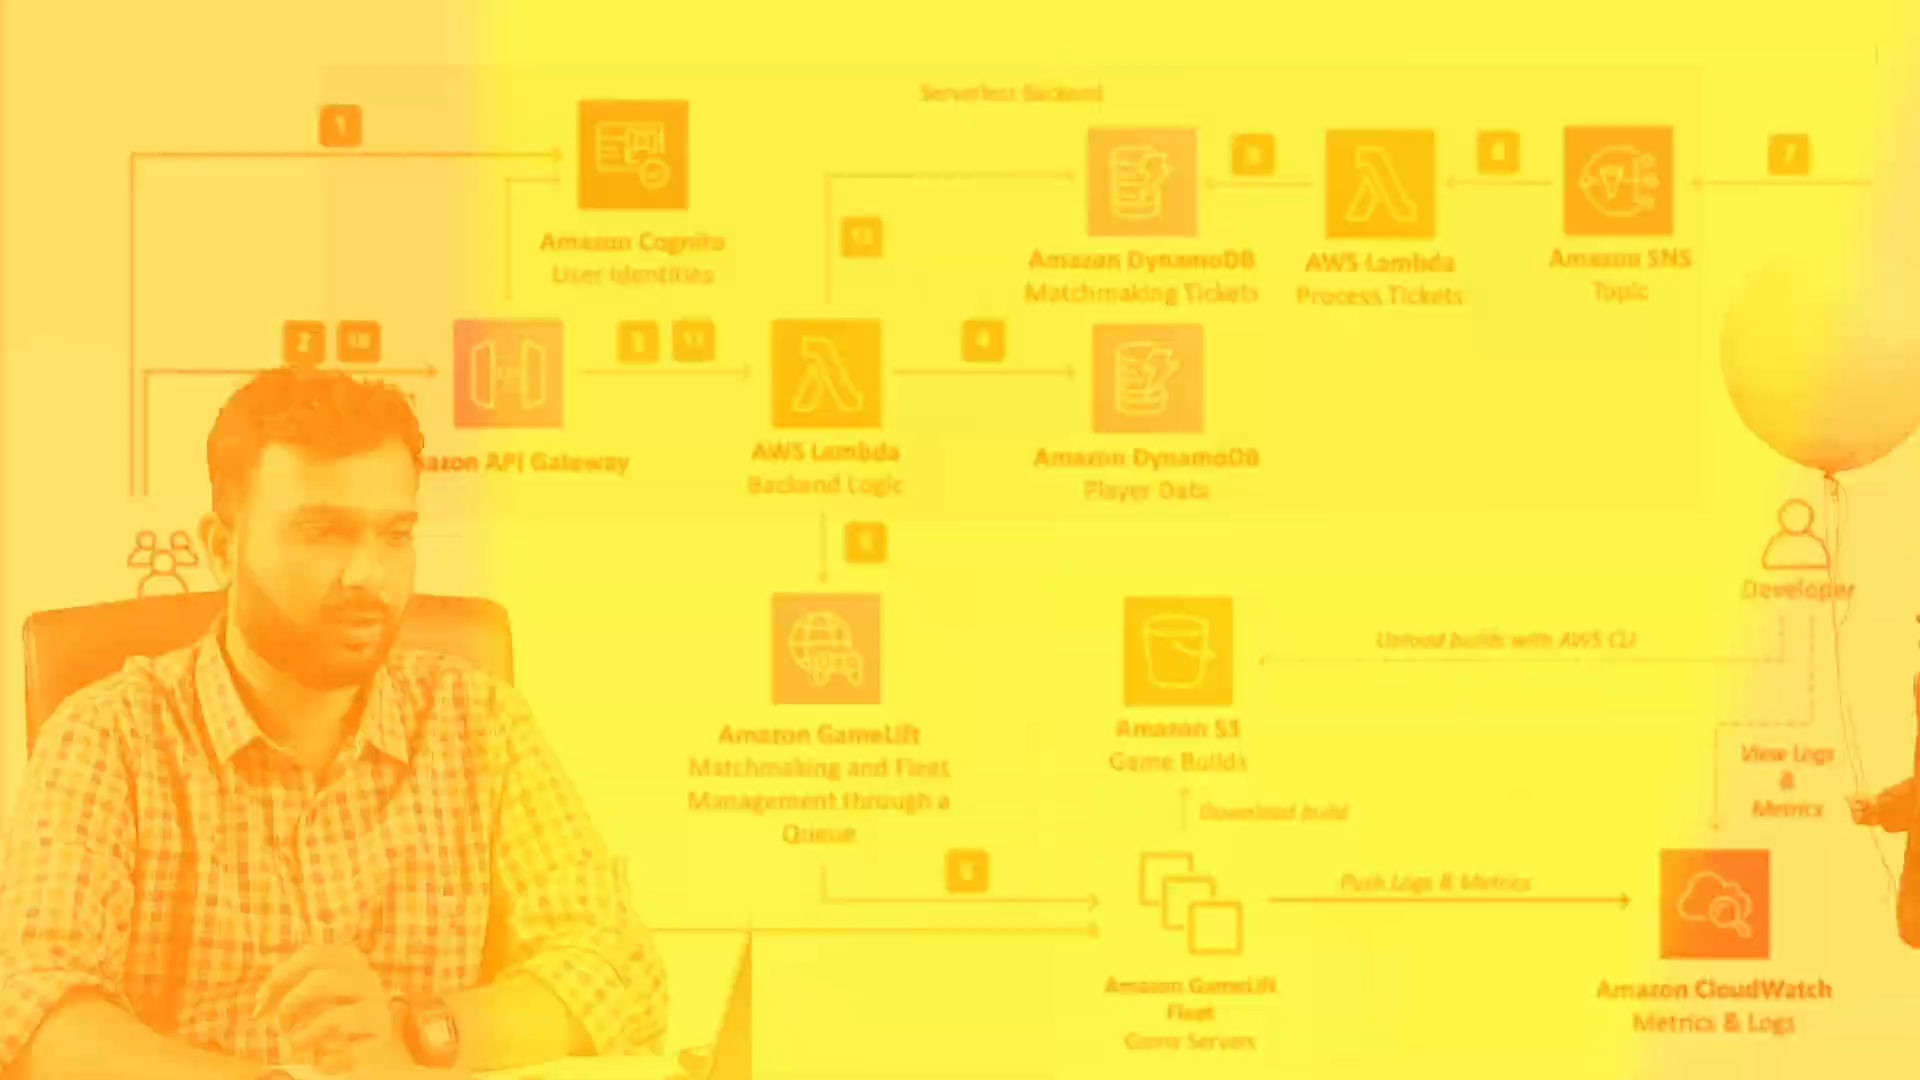 Serverless Backend
1
Amazon Cognito
User Identities
12
Amazon DynamoDB
Matchmaking Tickets
9
AWS Lambda
Process Tickets
8
Amazon SNS
Topic
7
2
10
azon API Gateway
3
11
AWS Lambda
Backend Logic
4
Amazon DynamoDB
Player Data
5
Amazon GameLift
Matchmaking and Fleet
Management through a
Queue
Amazon S3
Game Builds
Upload builds with AWS CLI
Developer
View Logs
&
Metrics
Download build
6
Push Logs & Metrics
Amazon GameLift
Fleet
Game Servers
Amazon CloudWatch
Metrics & Logs